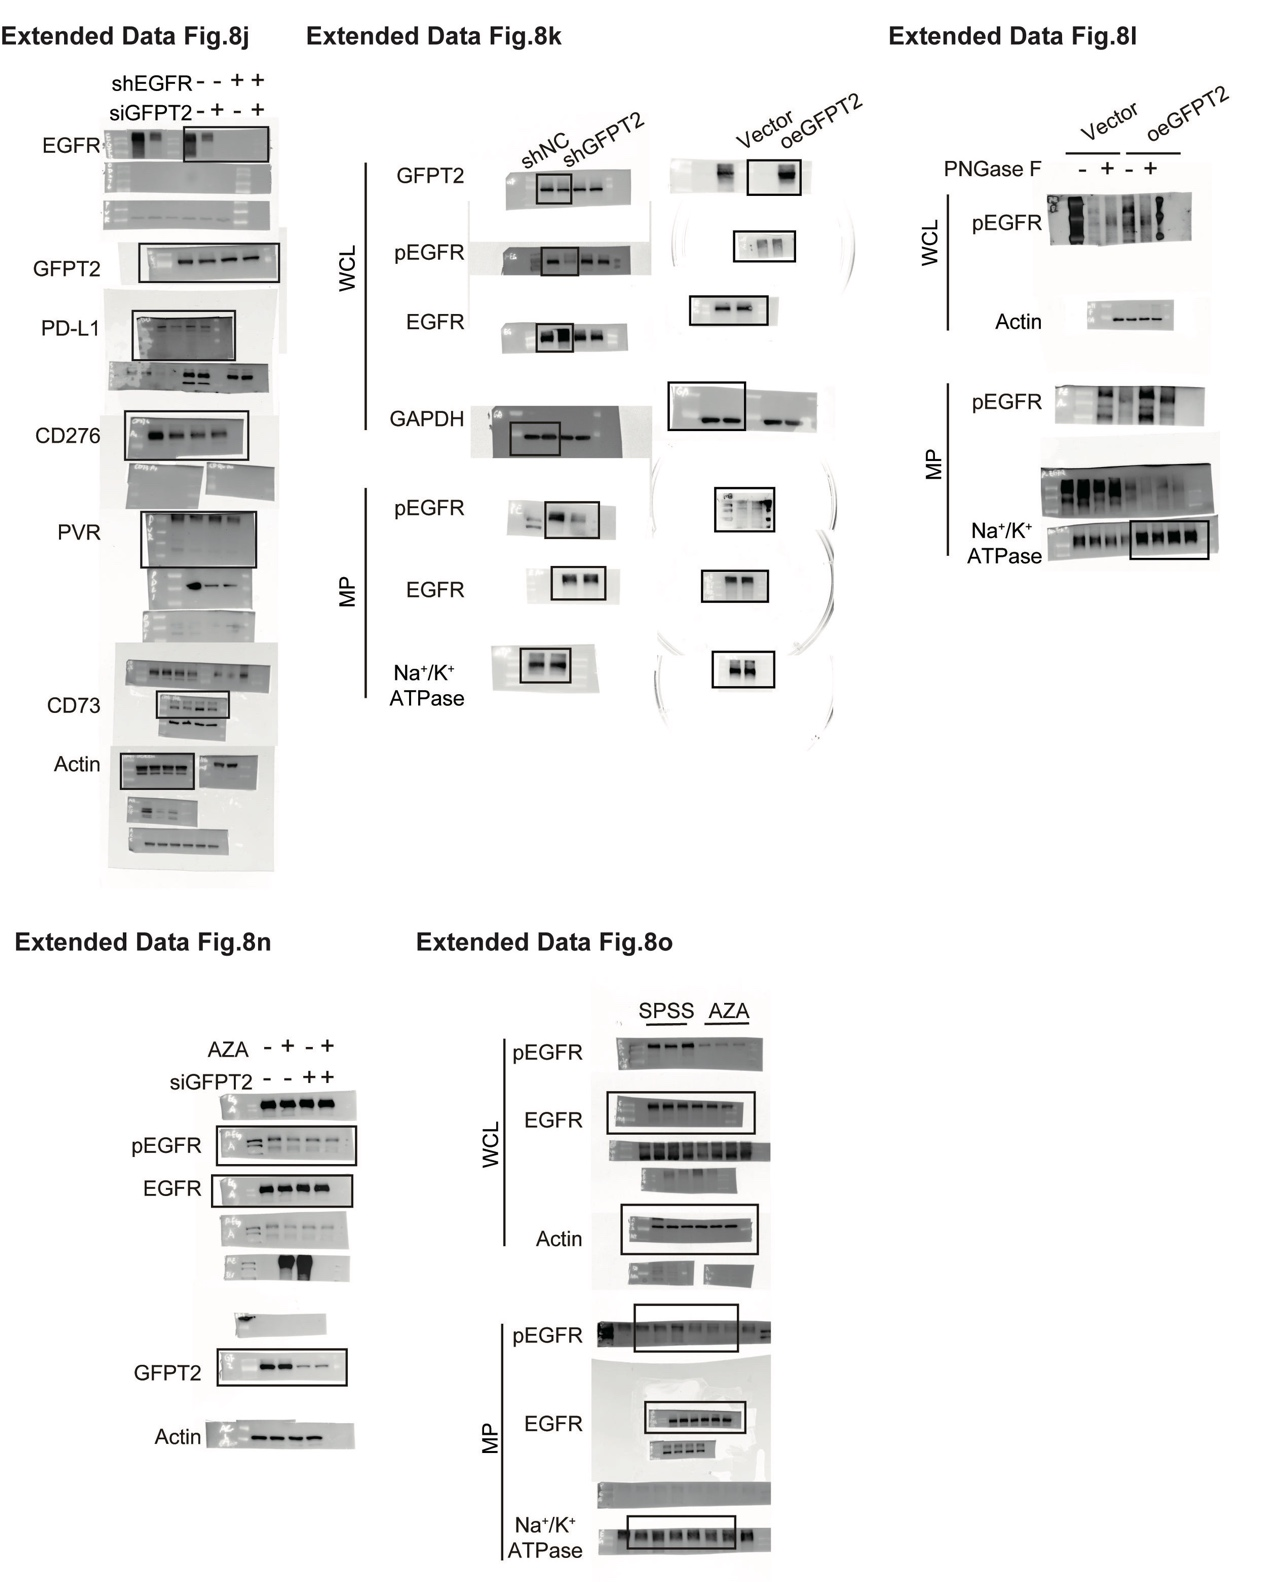 Extended Data Fig.8j
shEGFR - - + +
siGFPT2 - + - +
EGFR
GFPT2
PD-L1
CD276
PVR
CD73
Actin
Extended Data Fig.8k
shNC shGFPT2 Vector oeGFPT2
WCL
GFPT2
pEGFR
EGFR
GAPDH
MP
pEGFR
EGFR
Na⁺/K⁺
ATPase
Extended Data Fig.8l
Vector oeGFPT2
PNGase F - + - +
WCL
pEGFR
Actin
MP
pEGFR
Na⁺/K⁺
ATPase
Extended Data Fig.8n
AZA - + - +
siGFPT2 - - + +
pEGFR
EGFR
GFPT2
Actin
Extended Data Fig.8o
SPSS AZA
WCL
pEGFR
EGFR
Actin
MP
pEGFR
EGFR
Na⁺/K⁺
ATPase